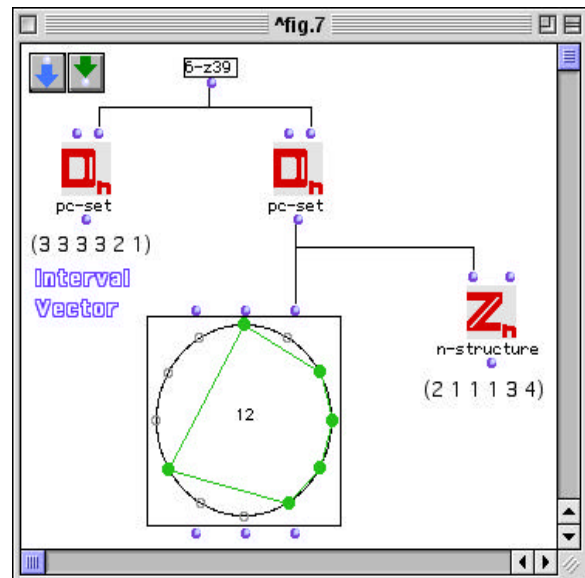 ^fig.7
6-z39
n
n
pc-set
pc-set
(3 3 3 3 2 1)
Interval
Vector
n
n-structure
(2 1 1 1 3 4)
12